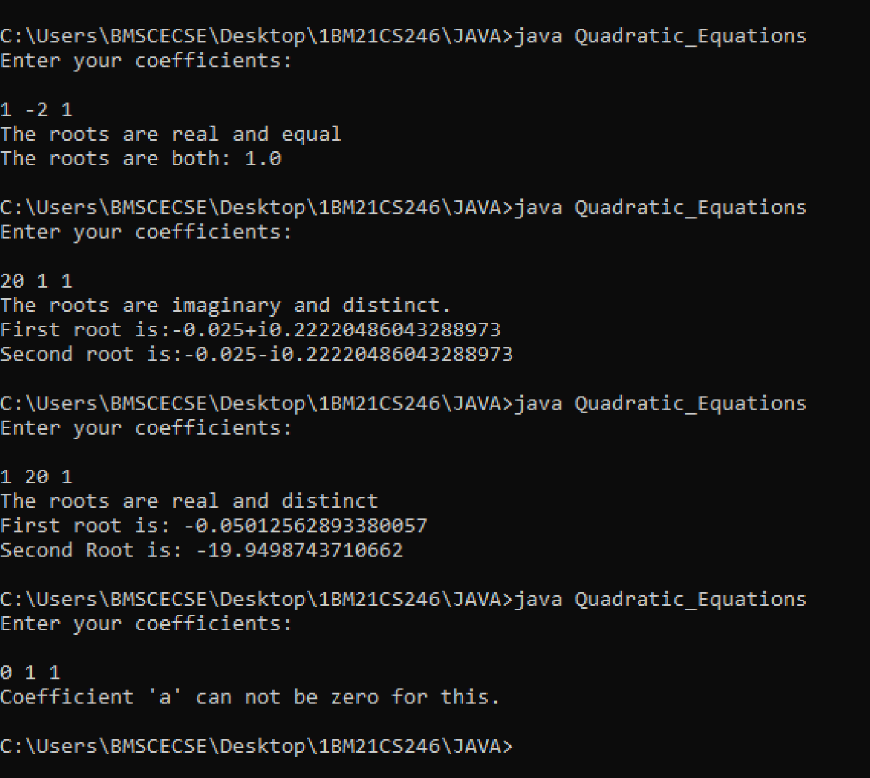 C:\Users\BMSCECSE\Desktop\1BM21CS246\JAVA>java Quadratic_Equations
Enter your coefficients:
1 -2 1
The roots are real and equal
The roots are both: 1.0
C:\Users\BMSCECSE\Desktop\1BM21CS246\JAVA>java Quadratic_Equations
Enter your coefficients:
20 1 1
The roots are imaginary and distinct.
First root is:-0.025+i0.22220486043288973
Second root is:-0.025-i0.22220486043288973
C:\Users\BMSCECSE\Desktop\1BM21CS246\JAVA>java Quadratic_Equations
Enter your coefficients:
1 20 1
The roots are real and distinct
First root is: -0.05012562893380057
Second Root is: -19.9498743710662
C:\Users\BMSCECSE\Desktop\1BM21CS246\JAVA>java Quadratic_Equations
Enter your coefficients:
0 1 1
Coefficient 'a' can not be zero for this.
C:\Users\BMSCECSE\Desktop\1BM21CS246\JAVA>